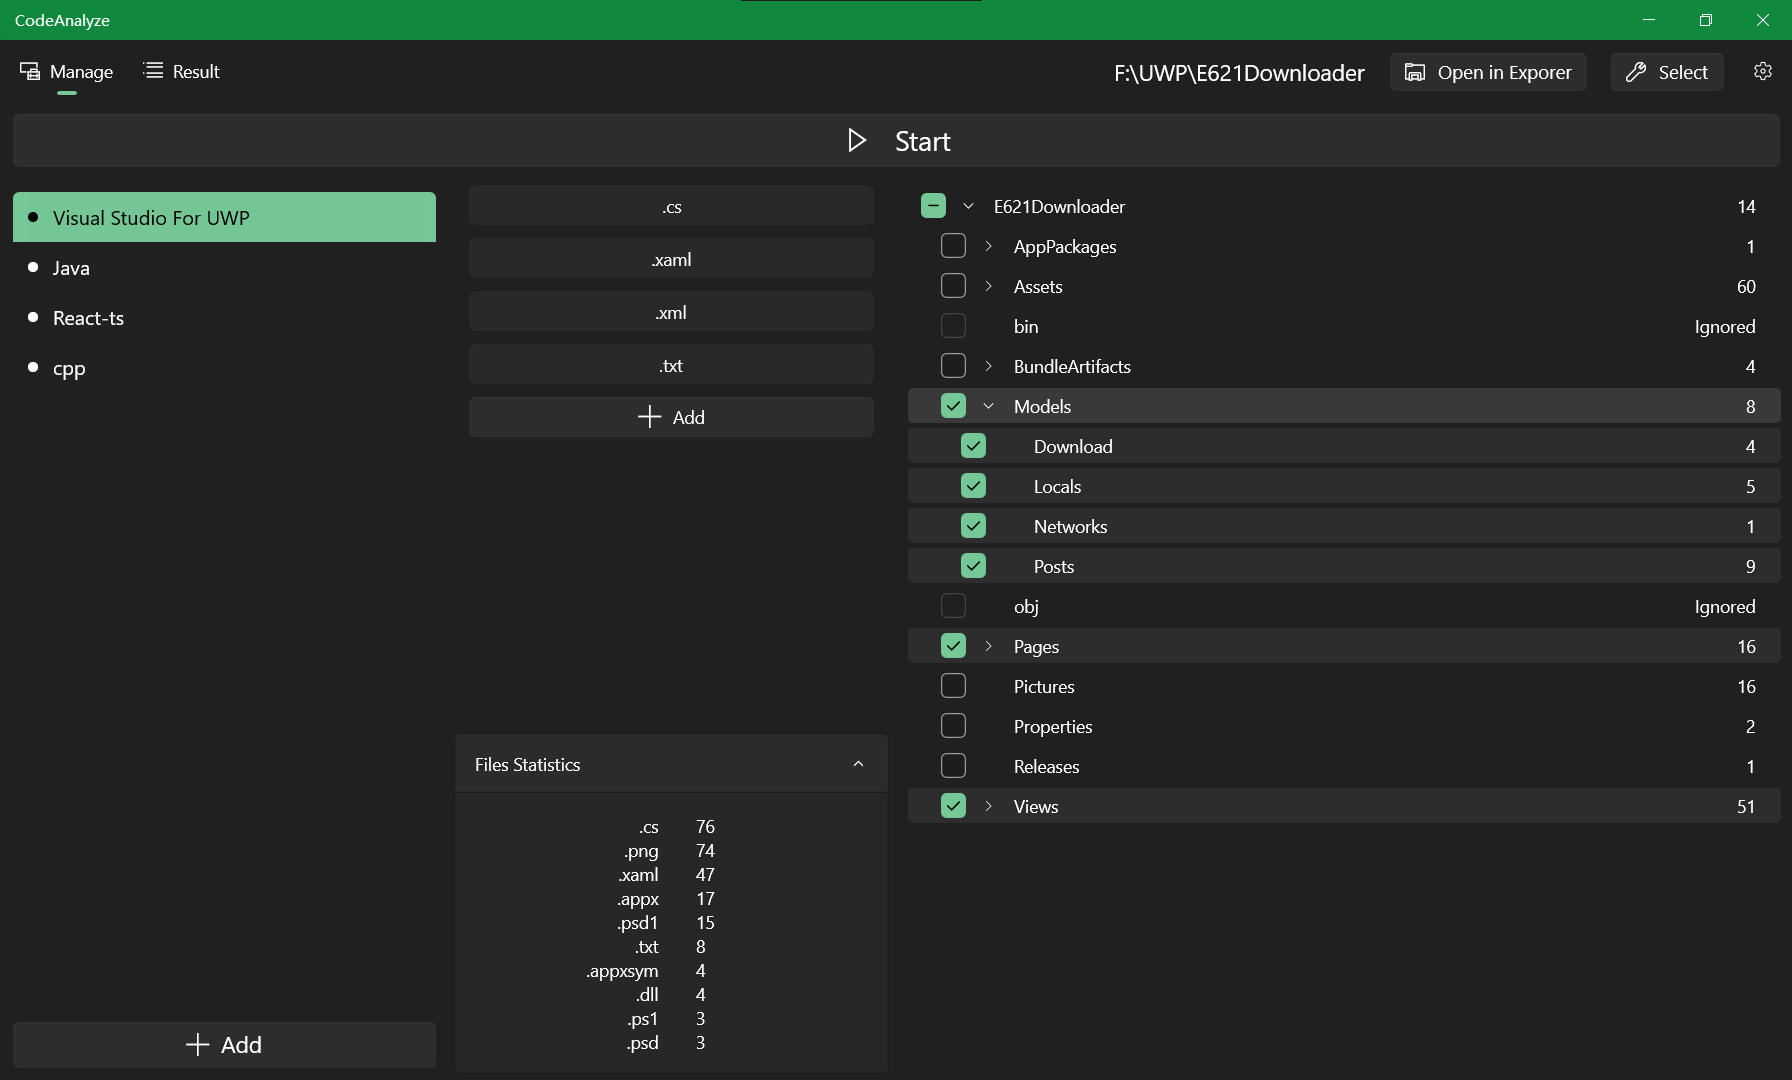 CodeAnalyze
Manage
Result
F:\UWP\E621Downloader
Open in Exporer
Select
Start
Visual Studio For UWP
Java
React-ts
cpp
Add
.cs
.xaml
.xml
.txt
Add
Files Statistics
.cs 76
.png 74
.xaml 47
.appx 17
.psd1 15
.txt 8
.appxsym 4
.dll 4
.ps1 3
.psd 3
E621Downloader 14
AppPackages 1
Assets 60
bin Ignored
BundleArtifacts 4
Models 8
Download 4
Locals 5
Networks 1
Posts 9
obj Ignored
Pages 16
Pictures 16
Properties 2
Releases 1
Views 51